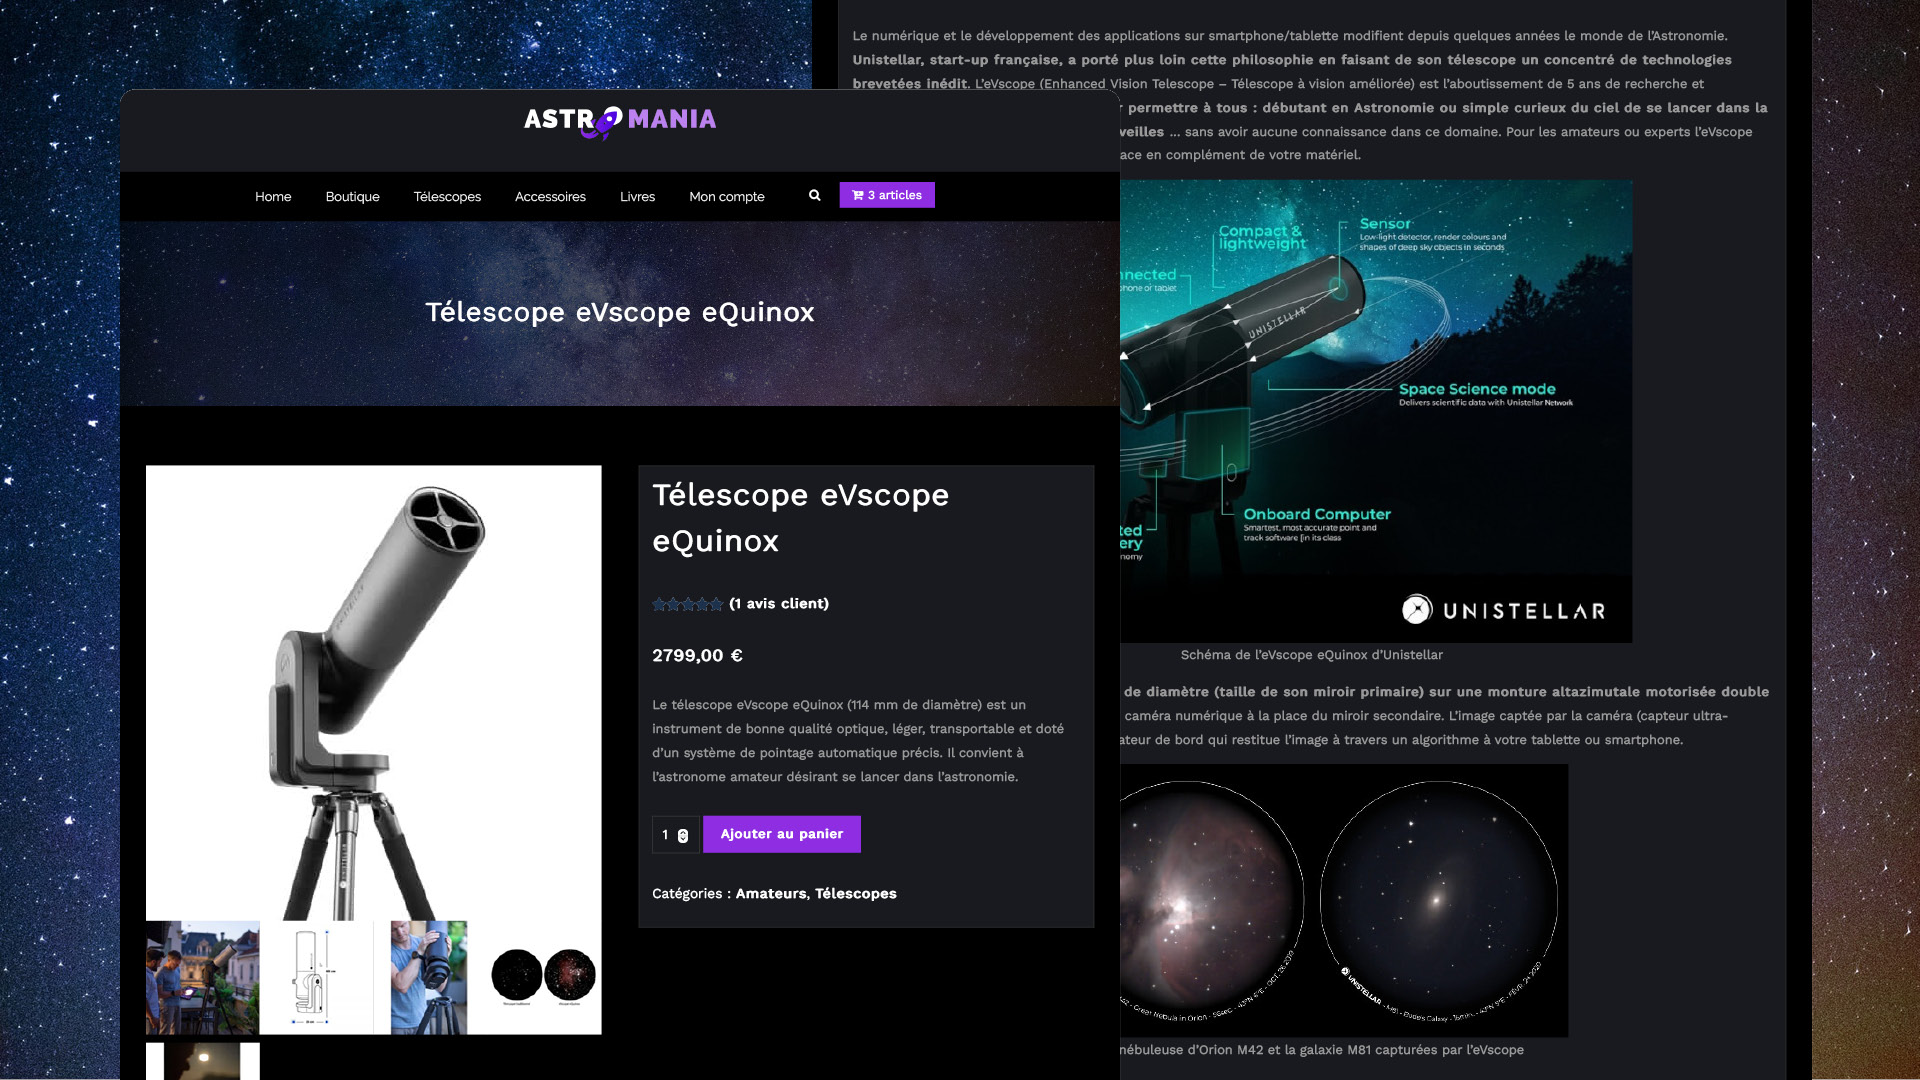 ASTROMANIA
Home Boutique Télescopes Accessoires Livres Mon compte 3 articles
Télescope eVscope eQuinox
Télescope eVscope
eQuinox
(1 avis client)
2799,00 €
Le télescope eVscope eQuinox (114 mm de diamètre) est un
instrument de bonne qualité optique, léger, transportable et doté
d’un système de pointage automatique précis. Il convient à
l’astronome amateur désirant se lancer dans l’astronomie.
1
Ajouter au panier
Catégories : Amateurs, Télescopes
UNISTELLAR
Le numérique et le développement des applications sur smartphone/tablette modifient depuis quelques années le monde de l’Astronomie.
Unistellar, start-up française, a porté plus loin cette philosophie en faisant de son télescope un concentré de technologies
brevetées inédit. L’eVscope (Enhanced Vision Telescope – Télescope à vision améliorée) est l’aboutissement de 5 ans de recherche et
r permettre à tous : débutant en Astronomie ou simple curieux du ciel de se lancer dans la
veilles ... sans avoir aucune connaissance dans ce domaine. Pour les amateurs ou experts l’eVscope
ace en complément de votre matériel.
Compact &
lightweight
Sensor
Low-light detector, render colours and
shapes of deep sky objects in seconds
nnected
phone or tablet
UNISTELLAR
Space Science mode
Delivers scientific data with Unistellar Network
Onboard Computer
Smartest, most accurate point and
track software [in its class
ted
ery
nomy
UNISTELLAR
Schéma de l’eVscope eQuinox d’Unistellar
de diamètre (taille de son miroir primaire) sur une monture altazimutale motorisée double
caméra numérique à la place du miroir secondaire. L’image captée par la caméra (capteur ultra-
ateur de bord qui restitue l’image à travers un algorithme à votre tablette ou smartphone.
Great Nebula in Orion
UNISTELLAR
nébuleuse d’Orion M42 et la galaxie M81 capturées par l’eVscope